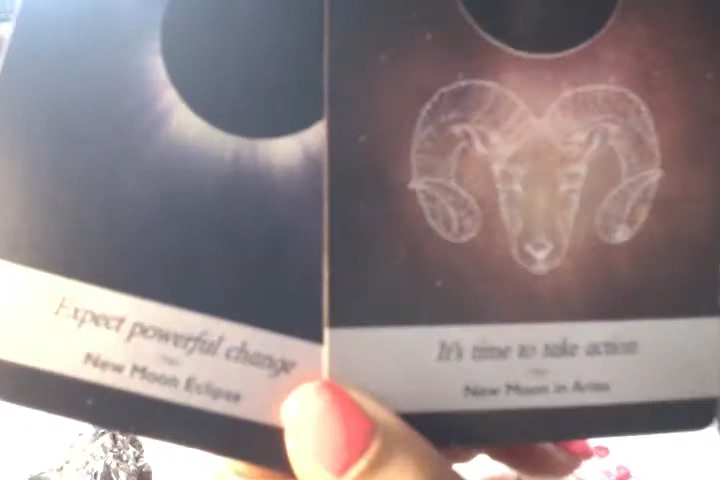 Expect powerful change
New Moon Eclipse
It's time to take action
New Moon in Aries